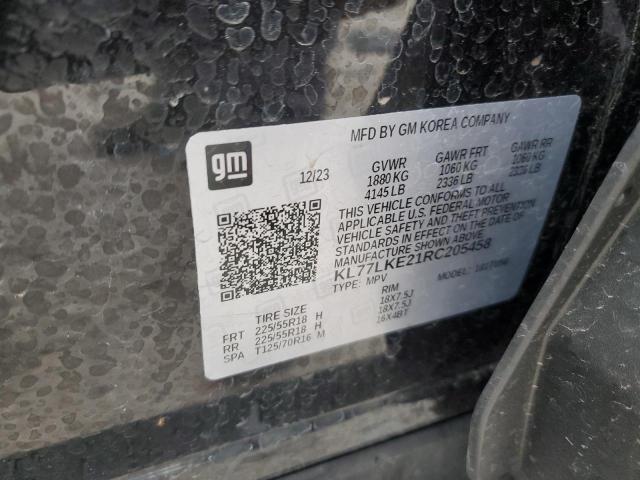 MFD BY GM KOREA COMPANY
gm
12/23
GVWR GAWR FRT GAWR RR
1880 KG 1060 KG 1060 KG
4145 LB 2336 LB 2336 LB
THIS VEHICLE CONFORMS TO ALL
APPLICABLE U.S. FEDERAL MOTOR
VEHICLE SAFETY AND THEFT PREVENTION
STANDARDS IN EFFECT ON THE DATE OF
MANUFACTURE SHOWN ABOVE.
KL77LKE21RC205458
TYPE: MPV MODEL:
TIRE SIZE RIM
FRT 225/55R18 H 18X7.5J
RR 225/55R18 H 18X7.5J
SPA T125/70R16 M 16X4BT